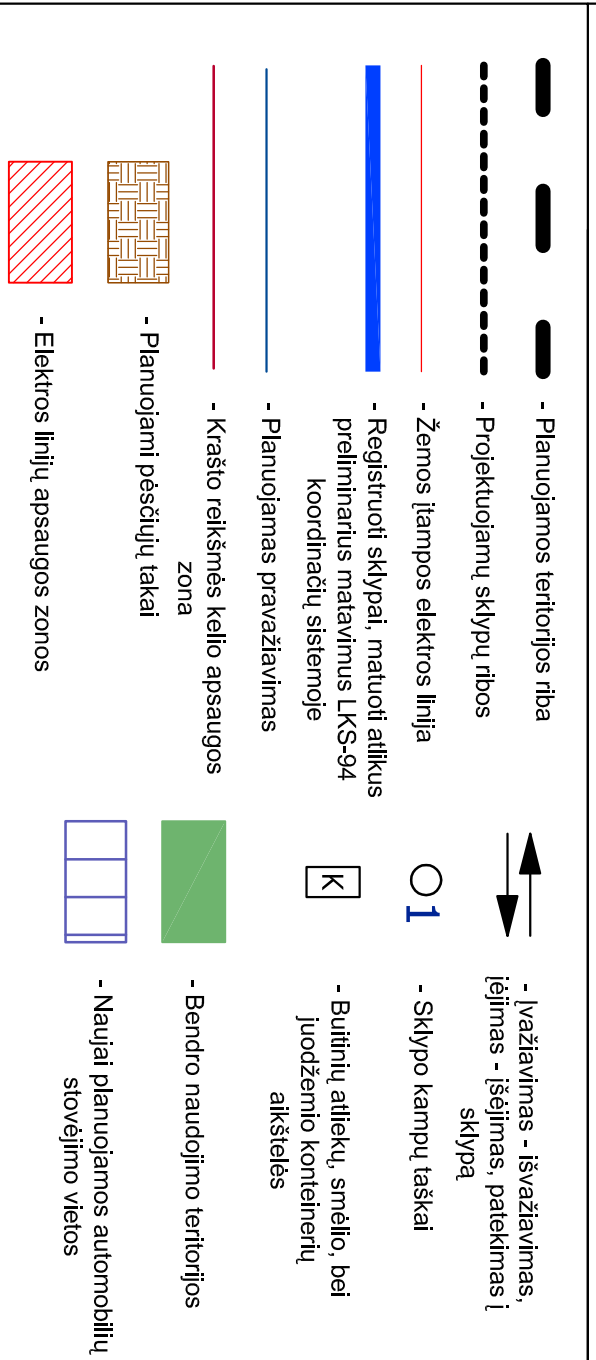 - Planuojamos teritorijos riba
- Projektuojamų sklypų ribos
- Žemos įtampos elektros linija
- Registruoti sklypai, matuoti atlikus
preliminarius matavimus LKS-94
koordinačių sistemoje
- Planuojamas pravažiavimas
- Krašto reikšmės kelio apsaugos
zona
- Planuojami pėsčiųjų takai
- Elektros linijų apsaugos zonos
- Įvažiavimas - išvažiavimas,
įėjimas - išėjimas, patekimas į
sklypą
1
- Sklypo kampų taškai
K
- Buitinių atliekų, smėlio, bei
juodžemio konteinerių
aikštelės
- Bendro naudojimo teritorijos
- Naujai planuojamos automobilių
stovėjimo vietos